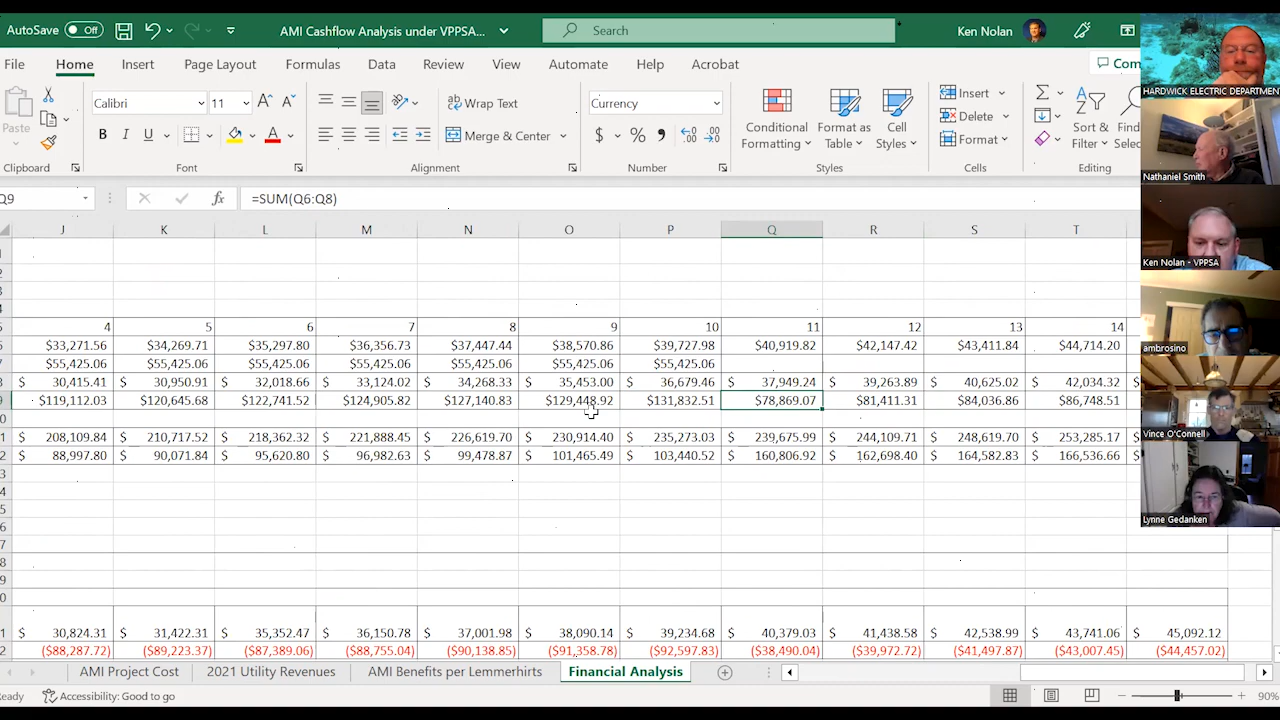 AutoSave Off AMI Cashflow Analysis under VPPSA... Search Ken Nolan
File Home Insert Page Layout Formulas Data Review View Automate Help Acrobat Com
Paste Calibri 11 Wrap Text Currency Conditional Formatting Format as Table Cell Styles Insert Sort & Filter
B I U Merge & Center $ % Delete Format
Clipboard Font Alignment Number Styles Cells Editing
Q9 fx =SUM(Q6:Q8)
J K L M N O P Q R S T
4 5 6 7 8 9 10 11 12 13 14
$33,271.56 $34,269.71 $35,297.80 $36,356.73 $37,447.44 $38,570.86 $39,727.98 $40,919.82 $42,147.42 $43,411.84 $44,714.20
$55,425.06 $55,425.06 $55,425.06 $55,425.06 $55,425.06 $55,425.06 $55,425.06
30,415.41 $ 30,950.91 $ 32,018.66 $ 33,124.02 $ 34,268.33 $ 35,453.00 $ 36,679.46 $ 37,949.24 $ 39,263.89 $ 40,625.02 $ 42,034.32 $
$119,112.03 $120,645.68 $122,741.52 $124,905.82 $127,140.83 $129,448.92 $131,832.51 $78,869.07 $81,411.31 $84,036.86 $86,748.51
$ 208,109.84 $ 210,717.52 $ 218,362.32 $ 221,888.45 $ 226,619.70 $ 230,914.40 $ 235,273.03 $ 239,675.99 $ 244,109.71 $ 248,619.70 $ 253,285.17 $
$ 88,997.80 $ 90,071.84 $ 95,620.80 $ 96,982.63 $ 99,478.87 $ 101,465.49 $ 103,440.52 $ 160,806.92 $ 162,698.40 $ 164,582.83 $ 166,536.66 $
$ 30,824.31 $ 31,422.31 $ 35,352.47 $ 36,150.78 $ 37,001.98 $ 38,090.14 $ 39,234.68 $ 40,379.03 $ 41,438.58 $ 42,538.99 $ 43,741.06 $ 45,092.12
($88,287.72) ($89,223.37) ($87,389.06) ($88,755.04) ($90,138.85) ($91,358.78) ($92,597.83) ($38,490.04) ($39,972.72) ($41,497.87) ($43,007.45) ($44,457.02)
AMI Project Cost 2021 Utility Revenues AMI Benefits per Lemmerhirts Financial Analysis
Accessibility: Good to go 90%
HARDWICK ELECTRIC DEPARTMENT
Nathaniel Smith
Ken Nolan - VPPSA
ambrosino
Vince O'Connell
Lynne Gedanken